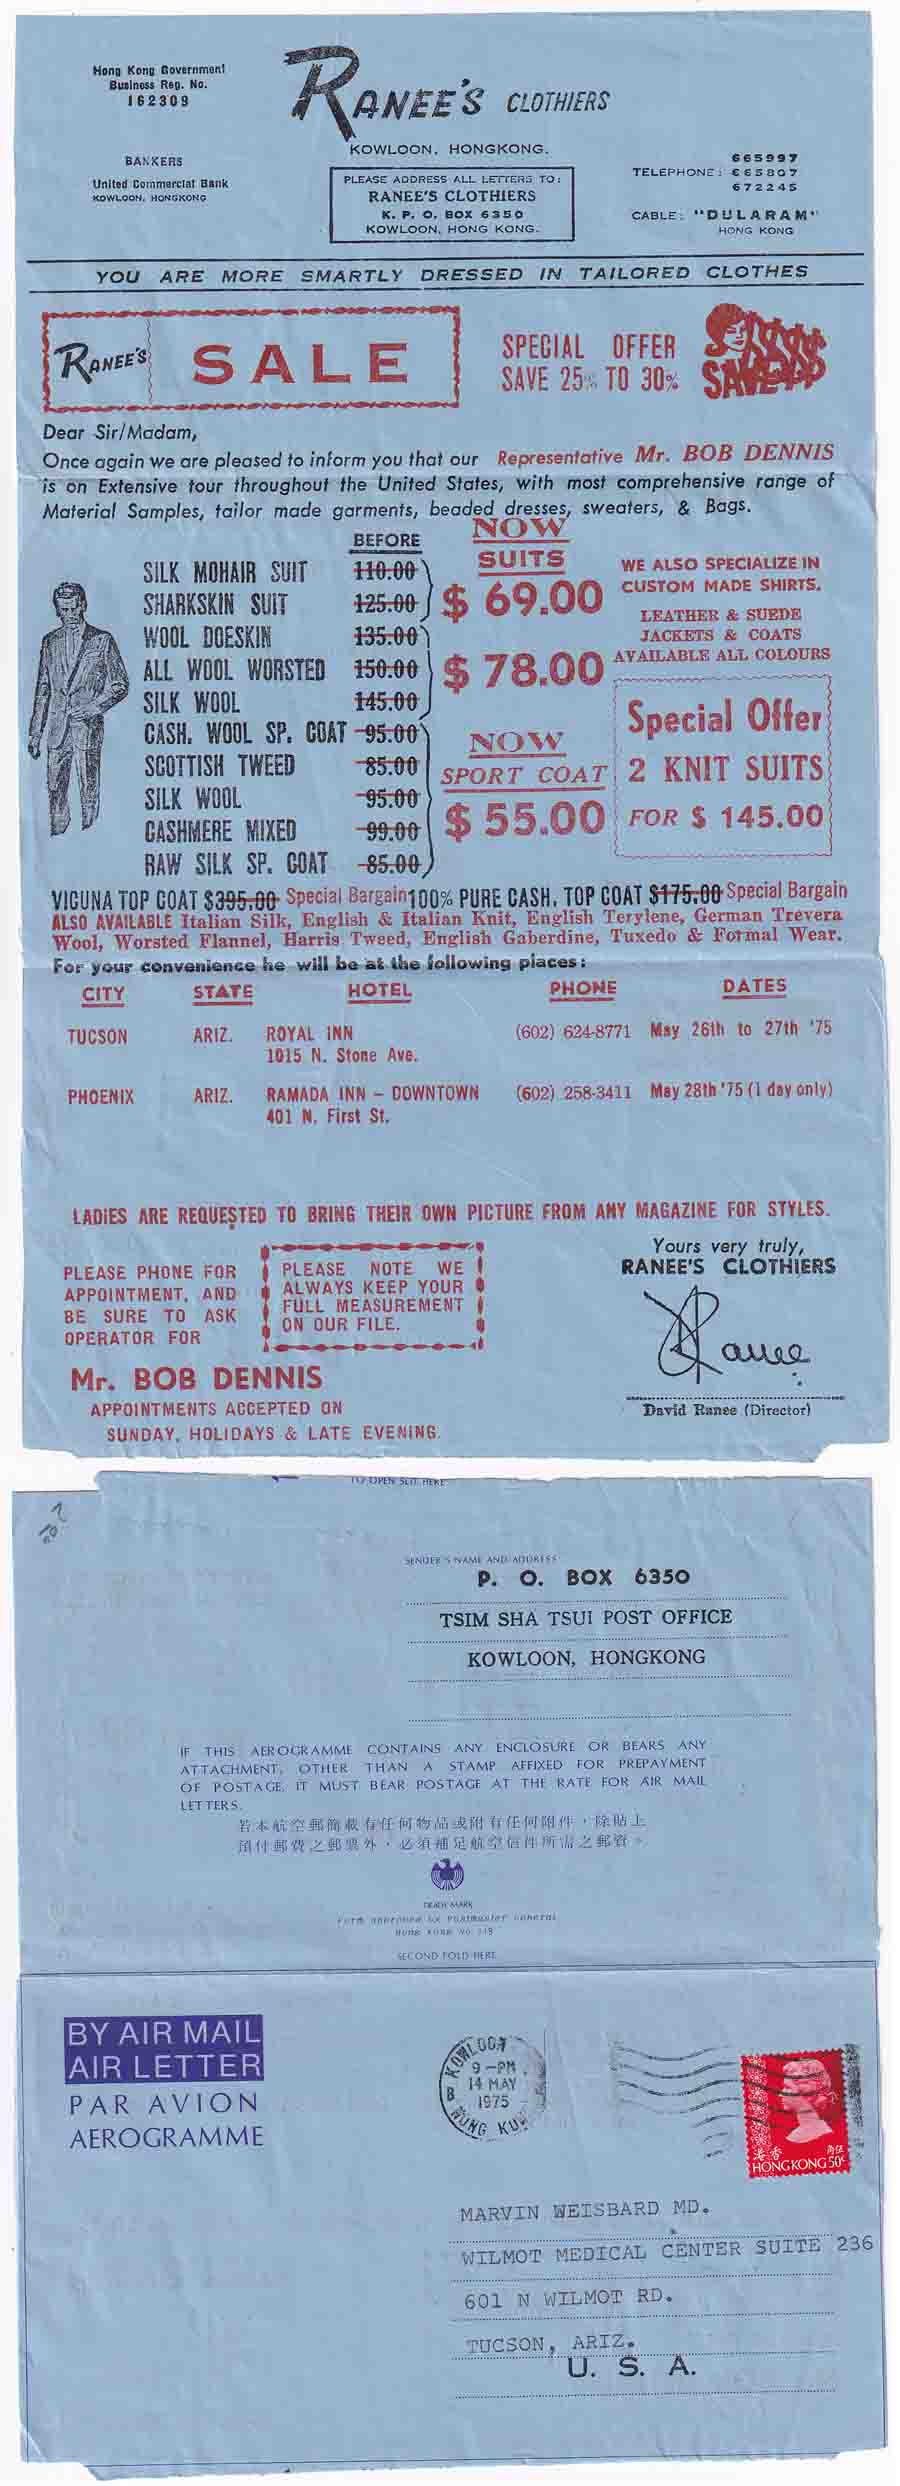 Hong Kong Government
Business Reg. No.
162309
BANKERS
United Commercial Bank
KOWLOON, HONGKONG
RANEE'S CLOTHIERS
KOWLOON, HONGKONG.
PLEASE ADDRESS ALL LETTERS TO:
RANEE'S CLOTHIERS
K. P. O. BOX 6350
KOWLOON, HONG KONG.
665997
TELEPHONE: 665807
672245
CABLE: "DULARAM"
HONG KONG
YOU ARE MORE SMARTLY DRESSED IN TAILORED CLOTHES
RANEE'S SALE
SPECIAL OFFER
SAVE 25% TO 30%
SAVE
Dear Sir/Madam,
Once again we are pleased to inform you that our Representative Mr. BOB DENNIS
is on Extensive tour throughout the United States, with most comprehensive range of
Material Samples, tailor made garments, beaded dresses, sweaters, & Bags.
BEFORE
SILK MOHAIR SUIT 110.00
SHARKSKIN SUIT 125.00
WOOL DOESKIN 135.00
ALL WOOL WORSTED 150.00
SILK WOOL 145.00
CASH. WOOL SP. COAT 95.00
SCOTTISH TWEED 85.00
SILK WOOL 95.00
CASHMERE MIXED 99.00
RAW SILK SP. COAT 85.00
NOW
SUITS
$ 69.00
$ 78.00
NOW
SPORT COAT
$ 55.00
WE ALSO SPECIALIZE IN
CUSTOM MADE SHIRTS.
LEATHER & SUEDE
JACKETS & COATS
AVAILABLE ALL COLOURS
Special Offer
2 KNIT SUITS
FOR $ 145.00
VICUNA TOP COAT $395.00 Special Bargain 100% PURE CASH. TOP COAT $175.00 Special Bargain
ALSO AVAILABLE Italian Silk, English & Italian Knit, English Terylene, German Trevera
Wool, Worsted Flannel, Harris Tweed, English Gaberdine, Tuxedo & Formal Wear.
For your convenience he will be at the following places:
CITY STATE HOTEL PHONE DATES
TUCSON ARIZ. ROYAL INN (602) 624-8771 May 26th to 27th '75
1015 N. Stone Ave.
PHOENIX ARIZ. RAMADA INN – DOWNTOWN (602) 258-3411 May 28th '75 (1 day only)
401 N. First St.
LADIES ARE REQUESTED TO BRING THEIR OWN PICTURE FROM ANY MAGAZINE FOR STYLES.
PLEASE PHONE FOR
APPOINTMENT, AND
BE SURE TO ASK
OPERATOR FOR
Mr. BOB DENNIS
APPOINTMENTS ACCEPTED ON
SUNDAY, HOLIDAYS & LATE EVENING.
PLEASE NOTE WE
ALWAYS KEEP YOUR
FULL MEASUREMENT
ON OUR FILE.
Yours very truly,
RANEE'S CLOTHIERS
Ranee
David Ranee (Director)
TO OPEN SLIT HERE
SENDER'S NAME AND ADDRESS
P. O. BOX 6350
TSIM SHA TSUI POST OFFICE
KOWLOON, HONGKONG
IF THIS AEROGRAMME CONTAINS ANY ENCLOSURE OR BEARS ANY
ATTACHMENT, OTHER THAN A STAMP AFFIXED FOR PREPAYMENT
OF POSTAGE, IT MUST BEAR POSTAGE AT THE RATE FOR AIR MAIL
LETTERS.
若本航空郵簡載有任何物品或附有任何附件，除貼上
預付郵費之郵票外，必須補足航空信件所需之郵資。
TRADE MARK
Form approved by Postmaster General
Hong Kong No.
SECOND FOLD HERE
BY AIR MAIL
AIR LETTER
PAR AVION
AEROGRAMME
KOWLOON
9 -PM
14 MAY
B 1975
HONG KONG
香港 伍角
HONG KONG 50c
MARVIN WEISBARD MD.
WILMOT MEDICAL CENTER SUITE 236
601 N WILMOT RD.
TUCSON, ARIZ.
U. S. A.